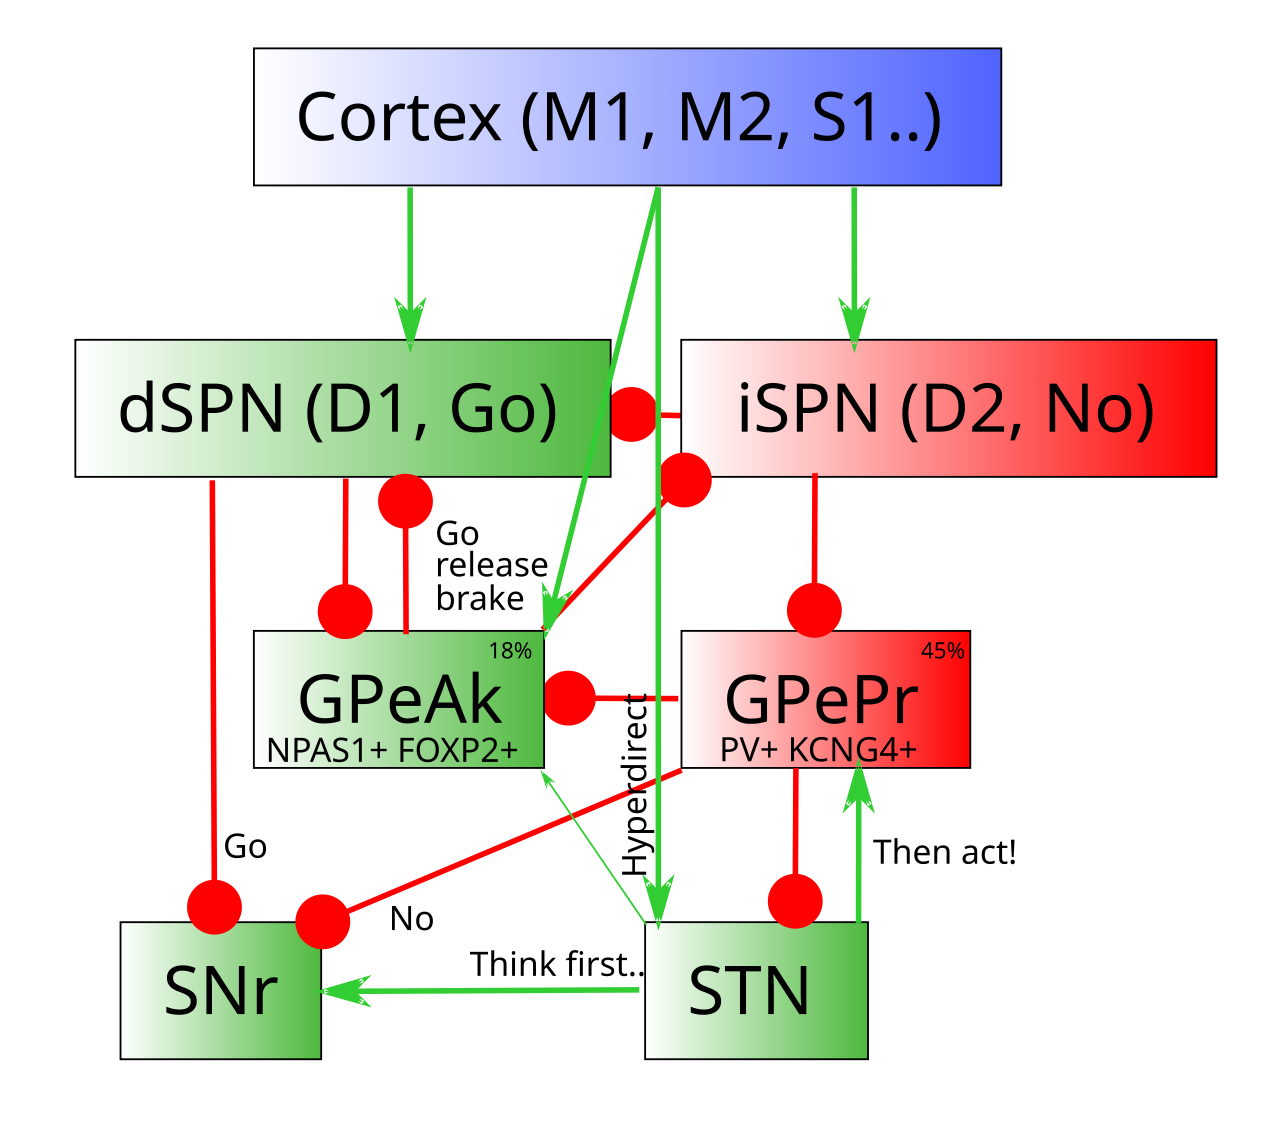 Cortex (M1, M2, S1..)
dSPN (D1, Go)
iSPN (D2, No)
Go
release
brake
18%
GPeAk
NPAS1+ FOXP2+
45%
GPePr
PV+ KCNG4+
Hyperdirect
Go
No
Then act!
Think first..
SNr
STN